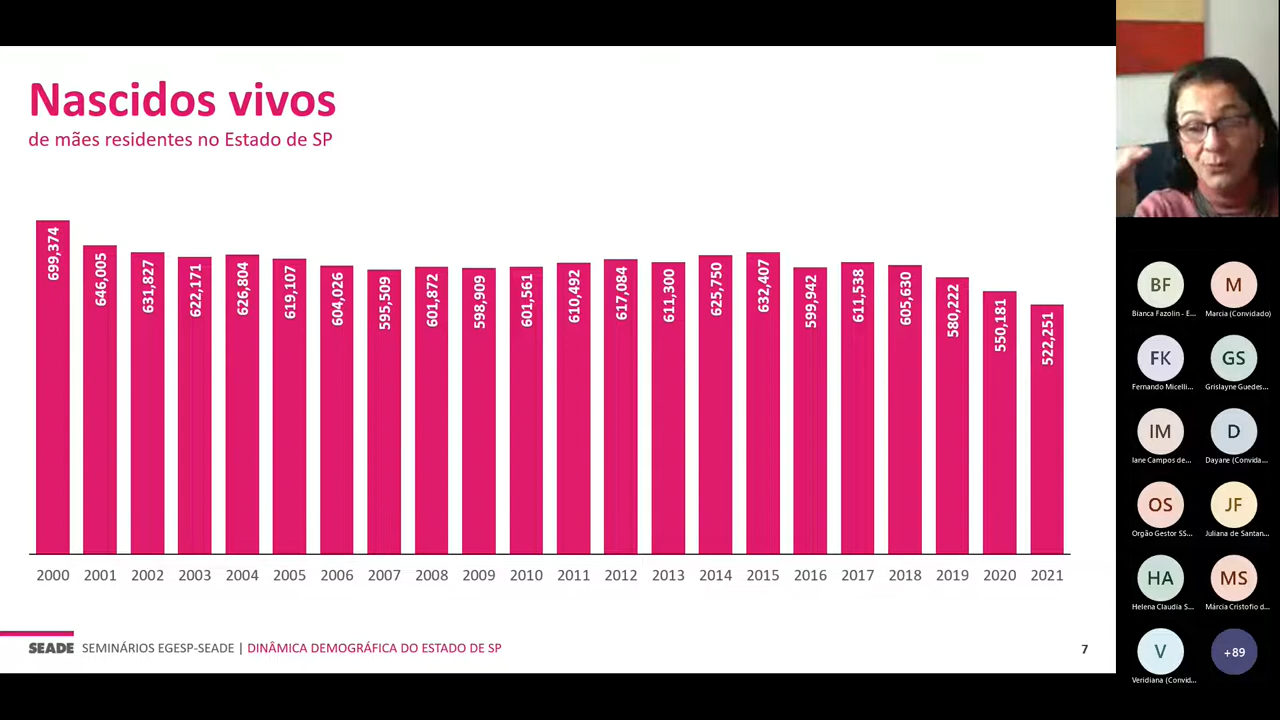 Nascidos vivos
de mães residentes no Estado de SP
699,374
646,005
631,827
622,171
626,804
619,107
604,026
595,509
601,872
598,909
601,561
610,492
617,084
611,300
625,750
632,407
599,942
611,538
605,630
580,222
550,181
522,251
2000 2001 2002 2003 2004 2005 2006 2007 2008 2009 2010 2011 2012 2013 2014 2015 2016 2017 2018 2019 2020 2021
SEADE SEMINÁRIOS EGESP-SEADE | DINÂMICA DEMOGRÁFICA DO ESTADO DE SP
7
BF M
Bianca Fazolin - E... Marcia (Convidado)
FK GS
Fernando Micelli... Grislayne Guedes...
IM D
Iane Campos de... Dayane (Convida...
OS JF
Orgão Gestor SS... Juliana de Santan...
HA MS
Helena Claudia S... Márcia Cristofio d...
V +89
Veridiana (Convid...